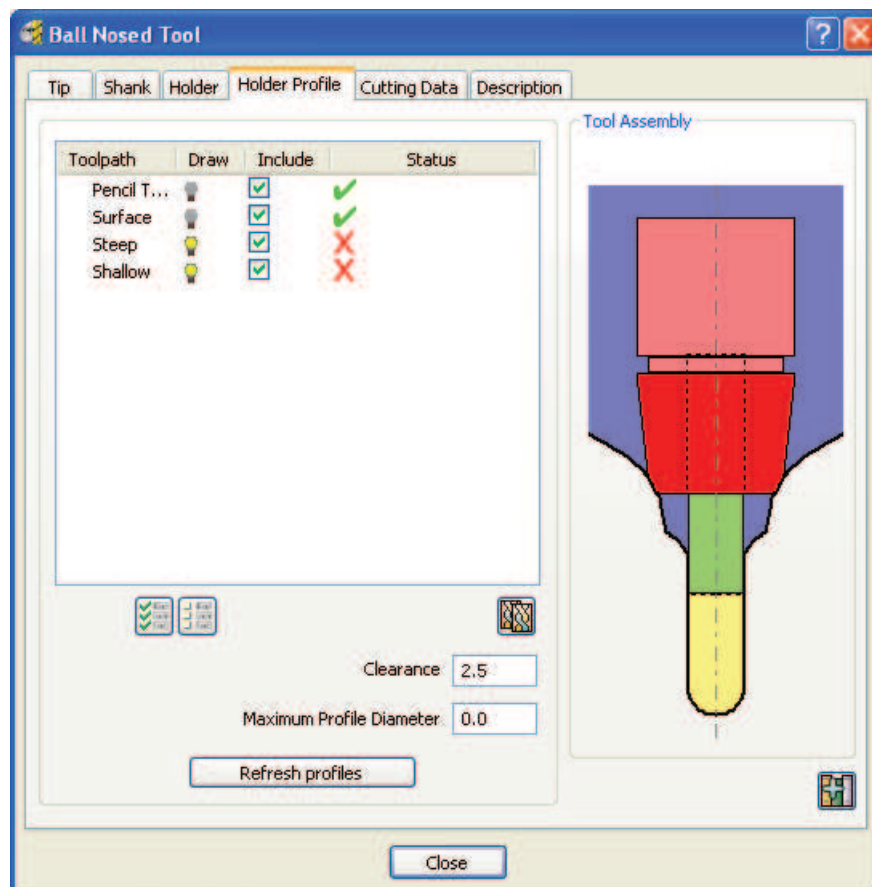 Ball Nosed Tool
Tip Shank Holder Holder Profile Cutting Data Description
Tool Assembly
Toolpath Draw Include Status
Pencil T...
Surface
Steep
Shallow
Clearance 2.5
Maximum Profile Diameter 0.0
Refresh profiles
Close